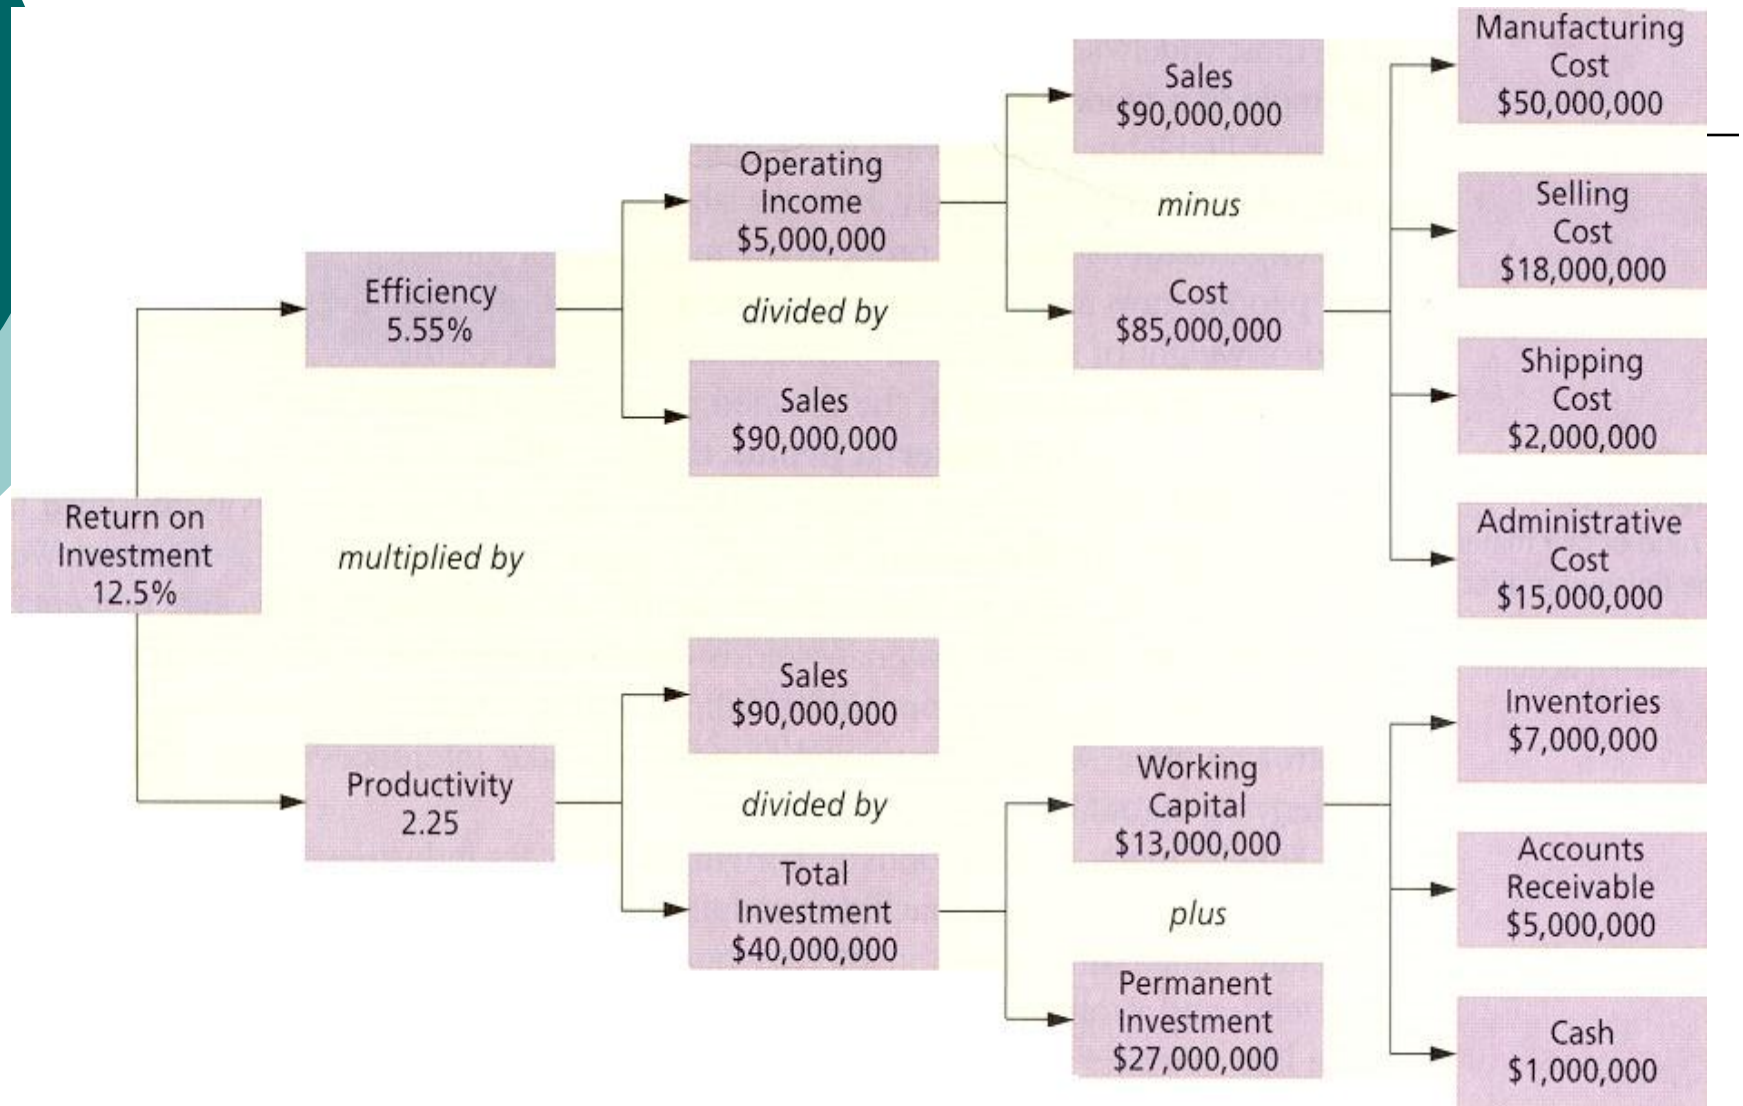 Return on
Investment
12.5%
multiplied by
Efficiency
5.55%
Productivity
2.25
Operating
Income
$5,000,000
divided by
Sales
$90,000,000
Sales
$90,000,000
divided by
Total
Investment
$40,000,000
Sales
$90,000,000
minus
Cost
$85,000,000
Working
Capital
$13,000,000
plus
Permanent
Investment
$27,000,000
Manufacturing
Cost
$50,000,000
Selling
Cost
$18,000,000
Shipping
Cost
$2,000,000
Administrative
Cost
$15,000,000
Inventories
$7,000,000
Accounts
Receivable
$5,000,000
Cash
$1,000,000